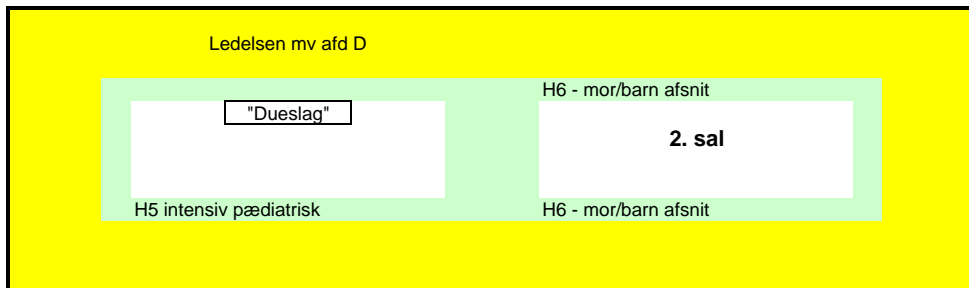 Ledelsen mv afd D
H6 - mor/barn afsnit
"Dueslag"
2. sal
H5 intensiv pædiatrisk
H6 - mor/barn afsnit